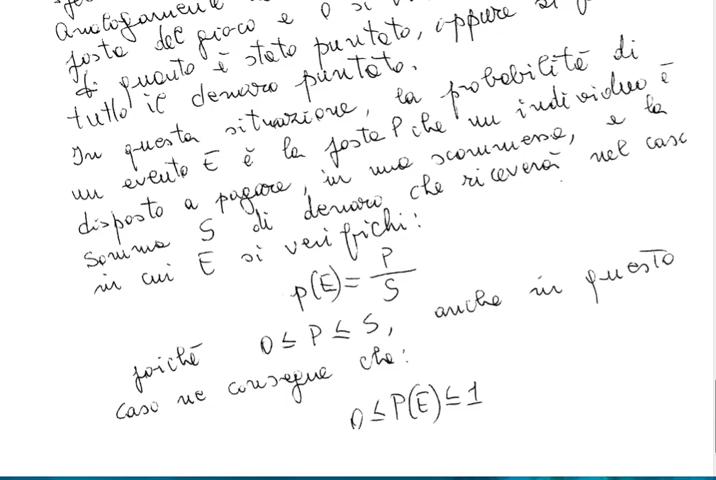 Analogamente
posta del gioco e o si
di quanto è stato puntato, oppure si
tutto il denaro puntato.
In questa situazione, la probabilità di
un evento E è la posta P che un individuo è
disposto a pagare, in una scommessa, e la
somma S di denaro che riceverà nel caso
in cui E si verifichi:
p(E) = P/S
poiché 0 ≤ P ≤ S, anche in questo
caso ne consegue che:
0 ≤ P(E) ≤ 1